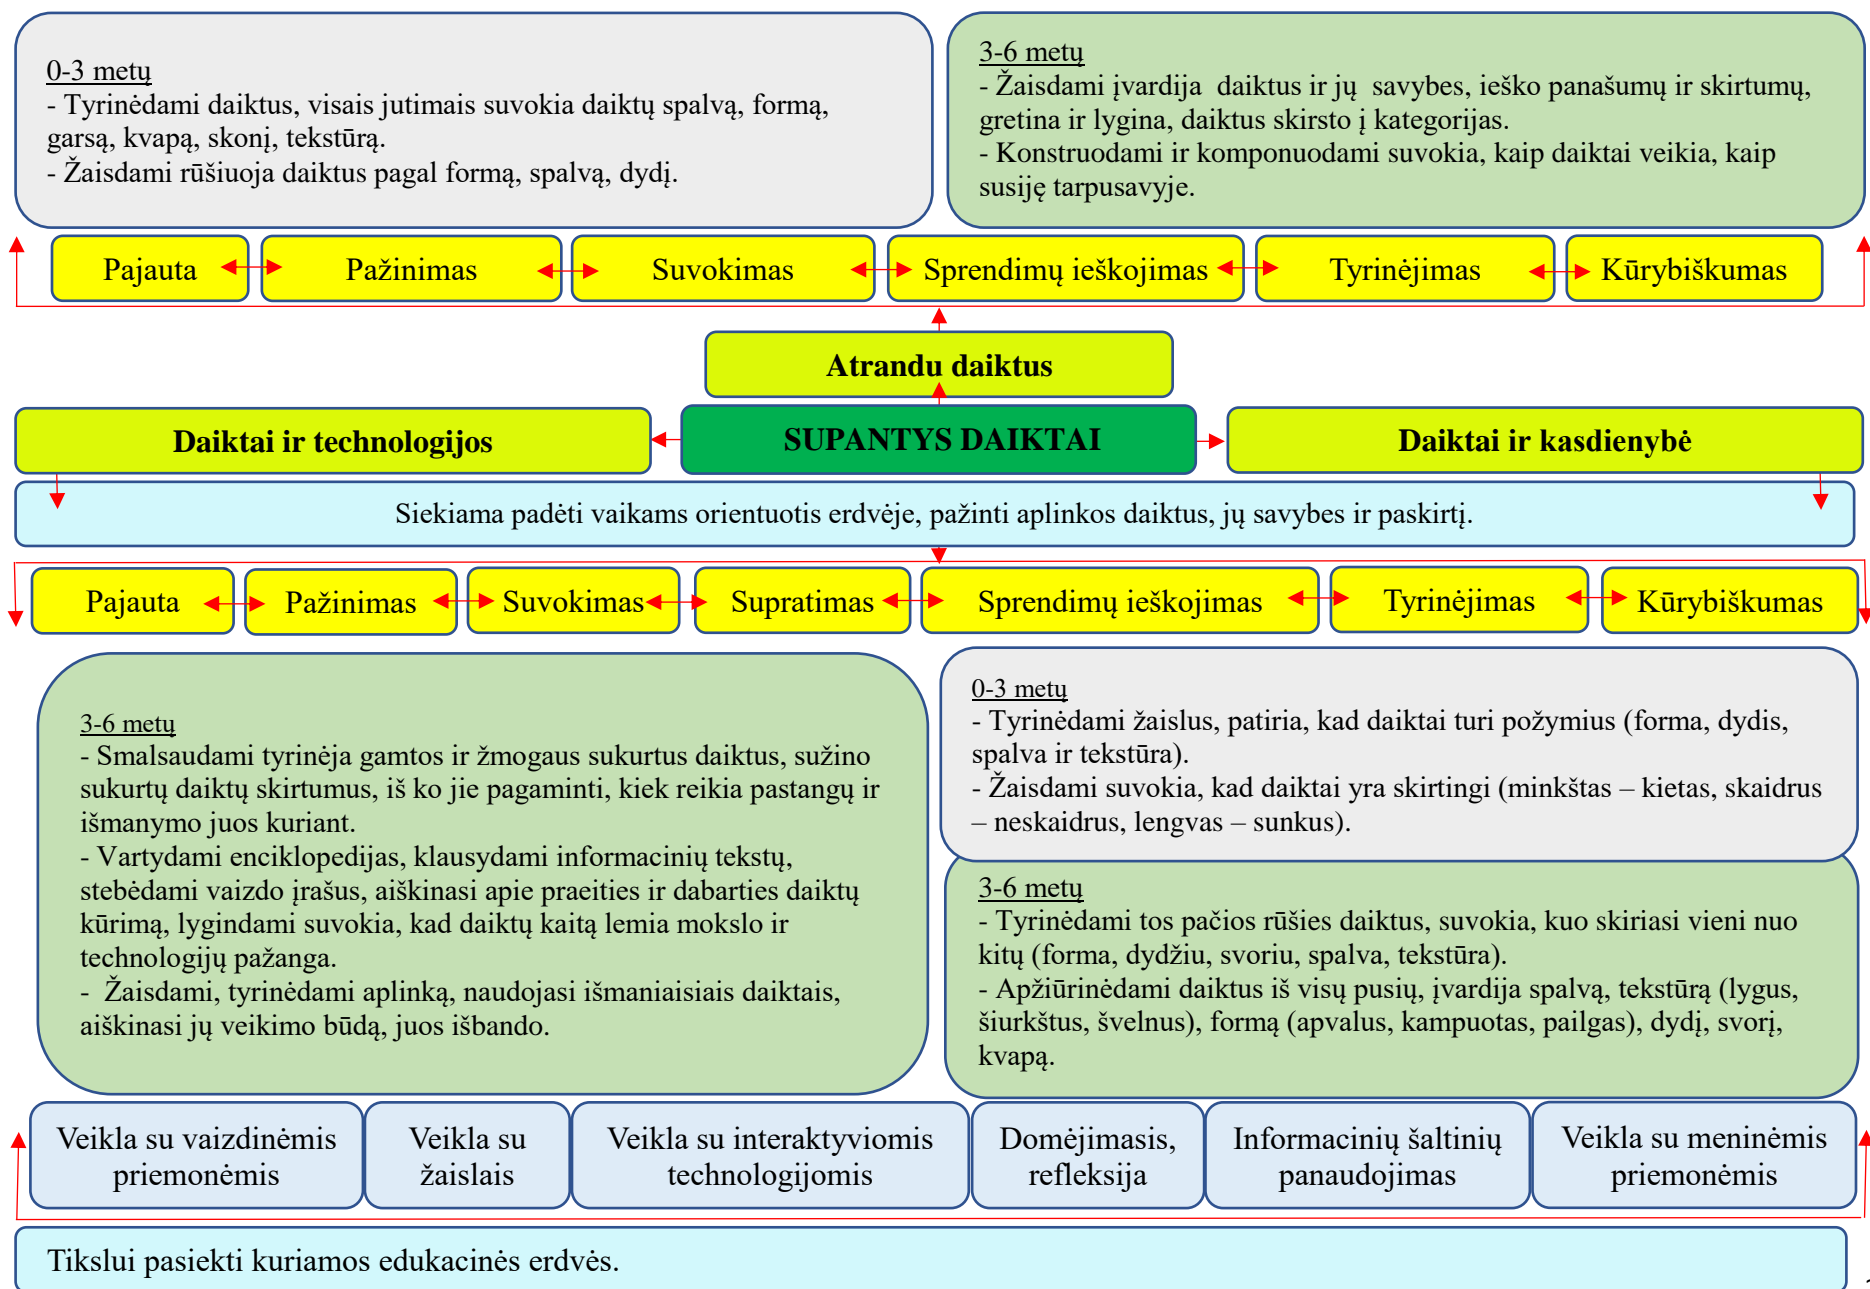 0-3 metų
- Tyrinėdami daiktus, visais jutimais suvokia daiktų spalvą, formą,
garsą, kvapą, skonį, tekstūrą.
- Žaisdami rūšiuoja daiktus pagal formą, spalvą, dydį.
3-6 metų
- Žaisdami įvardija daiktus ir jų savybes, ieško panašumų ir skirtumų,
gretina ir lygina, daiktus skirsto į kategorijas.
- Konstruodami ir komponuodami suvokia, kaip daiktai veikia, kaip
susiję tarpusavyje.
Pajauta
Pažinimas
Suvokimas
Sprendimų ieškojimas
Tyrinėjimas
Kūrybiškumas
Atrandu daiktus
Daiktai ir technologijos
SUPANTYS DAIKTAI
Daiktai ir kasdienybė
Siekiama padėti vaikams orientuotis erdvėje, pažinti aplinkos daiktus, jų savybes ir paskirtį.
Pajauta
Pažinimas
Suvokimas
Supratimas
Sprendimų ieškojimas
Tyrinėjimas
Kūrybiškumas
3-6 metų
- Smalsaudami tyrinėja gamtos ir žmogaus sukurtus daiktus, sužino
sukurtų daiktų skirtumus, iš ko jie pagaminti, kiek reikia pastangų ir
išmanymo juos kuriant.
- Vartydami enciklopedijas, klausydami informacinių tekstų,
stebėdami vaizdo įrašus, aiškinasi apie praeities ir dabarties daiktų
kūrimą, lygindami suvokia, kad daiktų kaitą lemia mokslo ir
technologijų pažanga.
- Žaisdami, tyrinėdami aplinką, naudojasi išmaniaisiais daiktais,
aiškinasi jų veikimo būdą, juos išbando.
0-3 metų
- Tyrinėdami žaislus, patiria, kad daiktai turi požymius (forma, dydis,
spalva ir tekstūra).
- Žaisdami suvokia, kad daiktai yra skirtingi (minkštas – kietas, skaidrus
– neskaidrus, lengvas – sunkus).
3-6 metų
- Tyrinėdami tos pačios rūšies daiktus, suvokia, kuo skiriasi vieni nuo
kitų (forma, dydžiu, svoriu, spalva, tekstūra).
- Apžiūrinėdami daiktus iš visų pusių, įvardija spalvą, tekstūrą (lygus,
šiurkštus, švelnus), formą (apvalus, kampuotas, pailgas), dydį, svorį,
kvapą.
Veikla su vaizdinėmis
priemonėmis
Veikla su
žaislais
Veikla su interaktyviomis
technologijomis
Domėjimasis,
refleksija
Informacinių šaltinių
panaudojimas
Veikla su meninėmis
priemonėmis
Tikslui pasiekti kuriamos edukacinės erdvės.